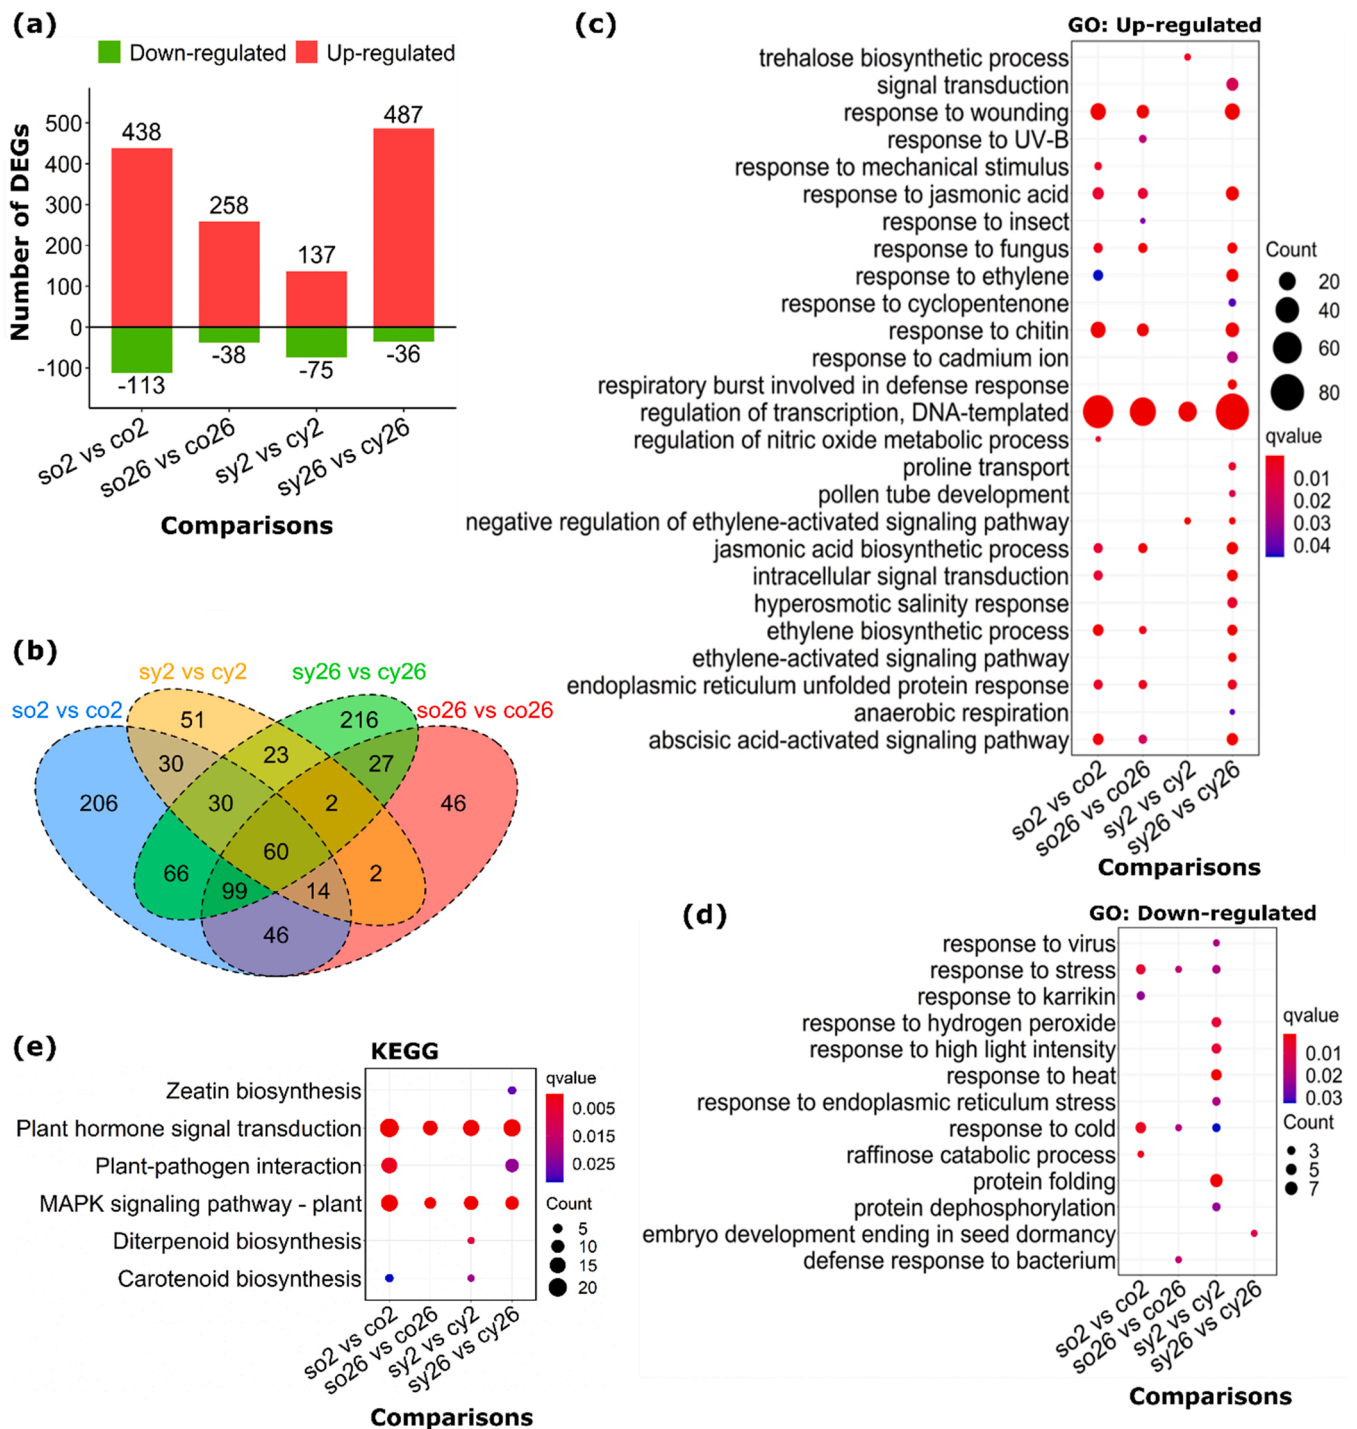 (a)
Down-regulated
Up-regulated
Number of DEGs
500
400
300
200
100
0
-100
438
258
137
487
-113
-38
-75
-36
so2 vs co2
so26 vs co26
sy2 vs cy2
sy26 vs cy26
Comparisons
(b)
so2 vs co2
sy2 vs cy2
sy26 vs cy26
so26 vs co26
51
216
30
23
27
206
30
2
46
60
66
99
14
2
46
(c)
GO: Up-regulated
trehalose biosynthetic process
signal transduction
response to wounding
response to UV-B
response to mechanical stimulus
response to jasmonic acid
response to insect
response to fungus
response to ethylene
response to cyclopentenone
response to chitin
response to cadmium ion
respiratory burst involved in defense response
regulation of transcription, DNA-templated
regulation of nitric oxide metabolic process
proline transport
pollen tube development
negative regulation of ethylene-activated signaling pathway
jasmonic acid biosynthetic process
intracellular signal transduction
hyperosmotic salinity response
ethylene biosynthetic process
ethylene-activated signaling pathway
endoplasmic reticulum unfolded protein response
anaerobic respiration
abscisic acid-activated signaling pathway
so2 vs co2
so26 vs co26
sy2 vs cy2
sy26 vs cy26
Comparisons
Count
20
40
60
80
qvalue
0.01
0.02
0.03
0.04
(d)
GO: Down-regulated
response to virus
response to stress
response to karrikin
response to hydrogen peroxide
response to high light intensity
response to heat
response to endoplasmic reticulum stress
response to cold
raffinose catabolic process
protein folding
protein dephosphorylation
embryo development ending in seed dormancy
defense response to bacterium
so2 vs co2
so26 vs co26
sy2 vs cy2
sy26 vs cy26
Comparisons
qvalue
0.01
0.02
0.03
Count
3
5
7
(e)
KEGG
Zeatin biosynthesis
Plant hormone signal transduction
Plant-pathogen interaction
MAPK signaling pathway - plant
Diterpenoid biosynthesis
Carotenoid biosynthesis
so2 vs co2
so26 vs co26
sy2 vs cy2
sy26 vs cy26
Comparisons
qvalue
0.005
0.015
0.025
Count
5
10
15
20